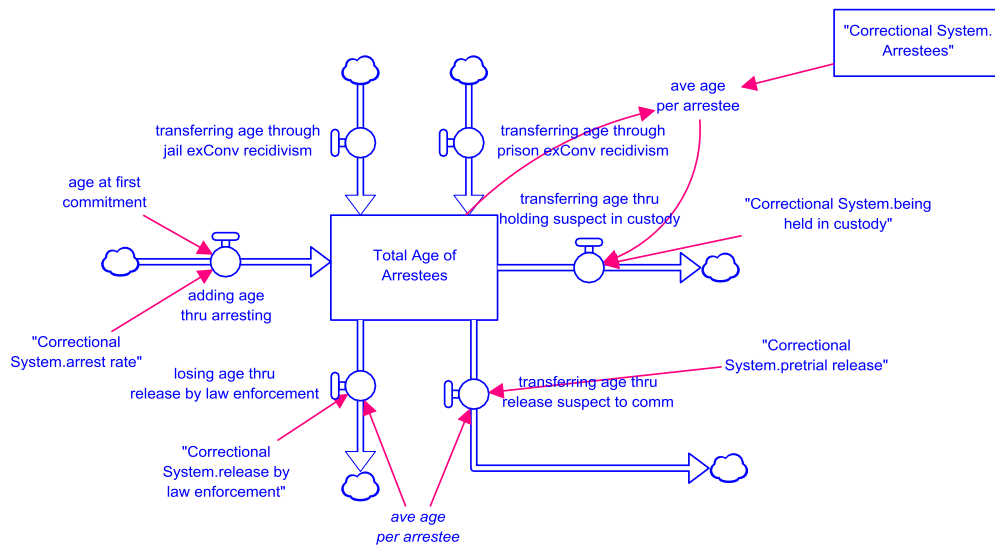 "Correctional System.
Arrestees"
ave age
per arrestee
transferring age through
jail exConv recidivism
transferring age through
prison exConv recidivism
age at first
commitment
transferring age thru
holding suspect in custody
"Correctional System.being
held in custody"
Total Age of
Arrestees
adding age
thru arresting
"Correctional
System.arrest rate"
losing age thru
release by law enforcement
transferring age thru
release suspect to comm
"Correctional
System.pretrial release"
"Correctional
System.release by
law enforcement"
ave age
per arrestee